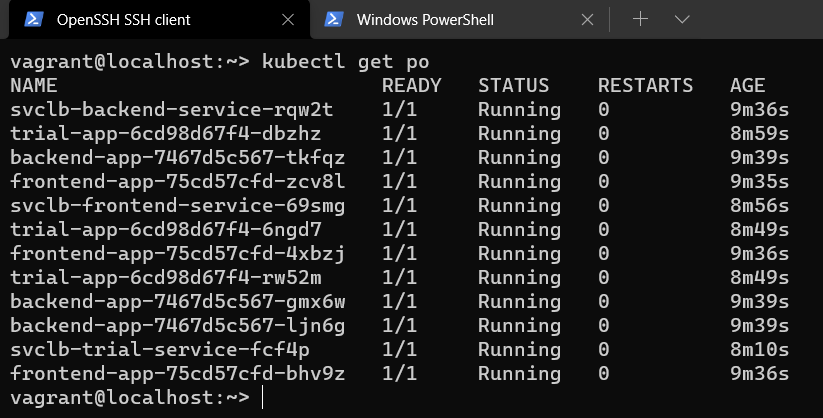 OpenSSH SSH client Windows PowerShell
vagrant@localhost:~> kubectl get po
NAME READY STATUS RESTARTS AGE
svclb-backend-service-rqw2t 1/1 Running 0 9m36s
trial-app-6cd98d67f4-dbzhz 1/1 Running 0 8m59s
backend-app-7467d5c567-tkfqz 1/1 Running 0 9m39s
frontend-app-75cd57cfd-zcv8l 1/1 Running 0 9m35s
svclb-frontend-service-69smg 1/1 Running 0 8m56s
trial-app-6cd98d67f4-6ngd7 1/1 Running 0 8m49s
frontend-app-75cd57cfd-4xbzj 1/1 Running 0 9m36s
trial-app-6cd98d67f4-rw52m 1/1 Running 0 8m49s
backend-app-7467d5c567-gmx6w 1/1 Running 0 9m39s
backend-app-7467d5c567-ljn6g 1/1 Running 0 9m39s
svclb-trial-service-fcf4p 1/1 Running 0 8m10s
frontend-app-75cd57cfd-bhv9z 1/1 Running 0 9m36s
vagrant@localhost:~>